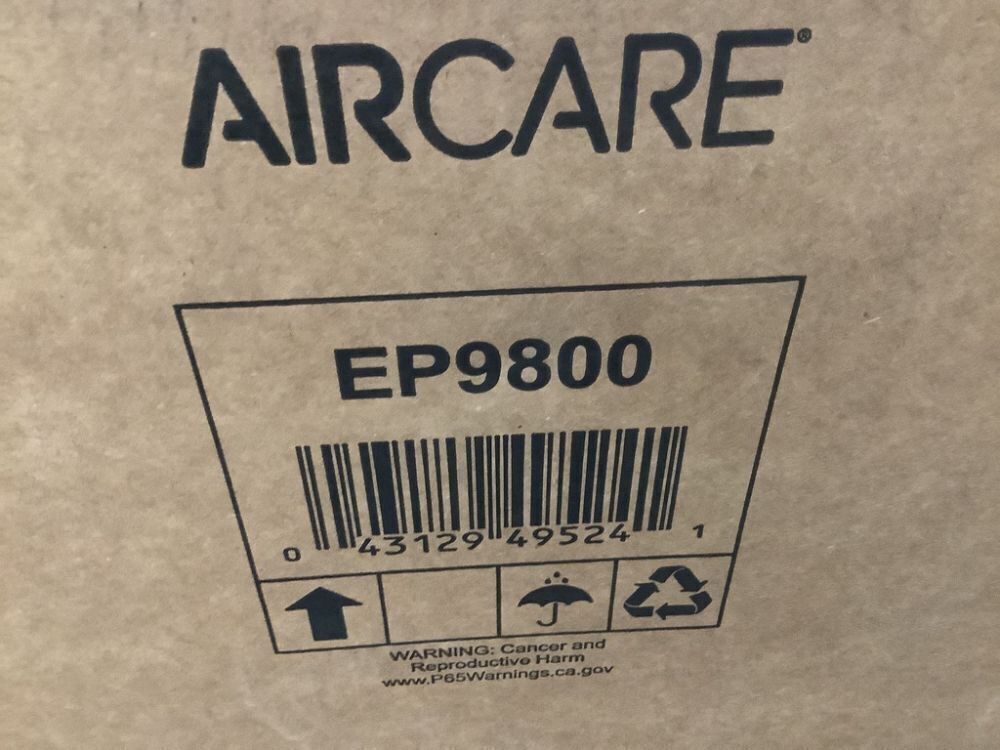 AIRCARE®
EP9800
0 43129 49524 1
WARNING: Cancer and
Reproductive Harm
www.P65Warnings.ca.gov